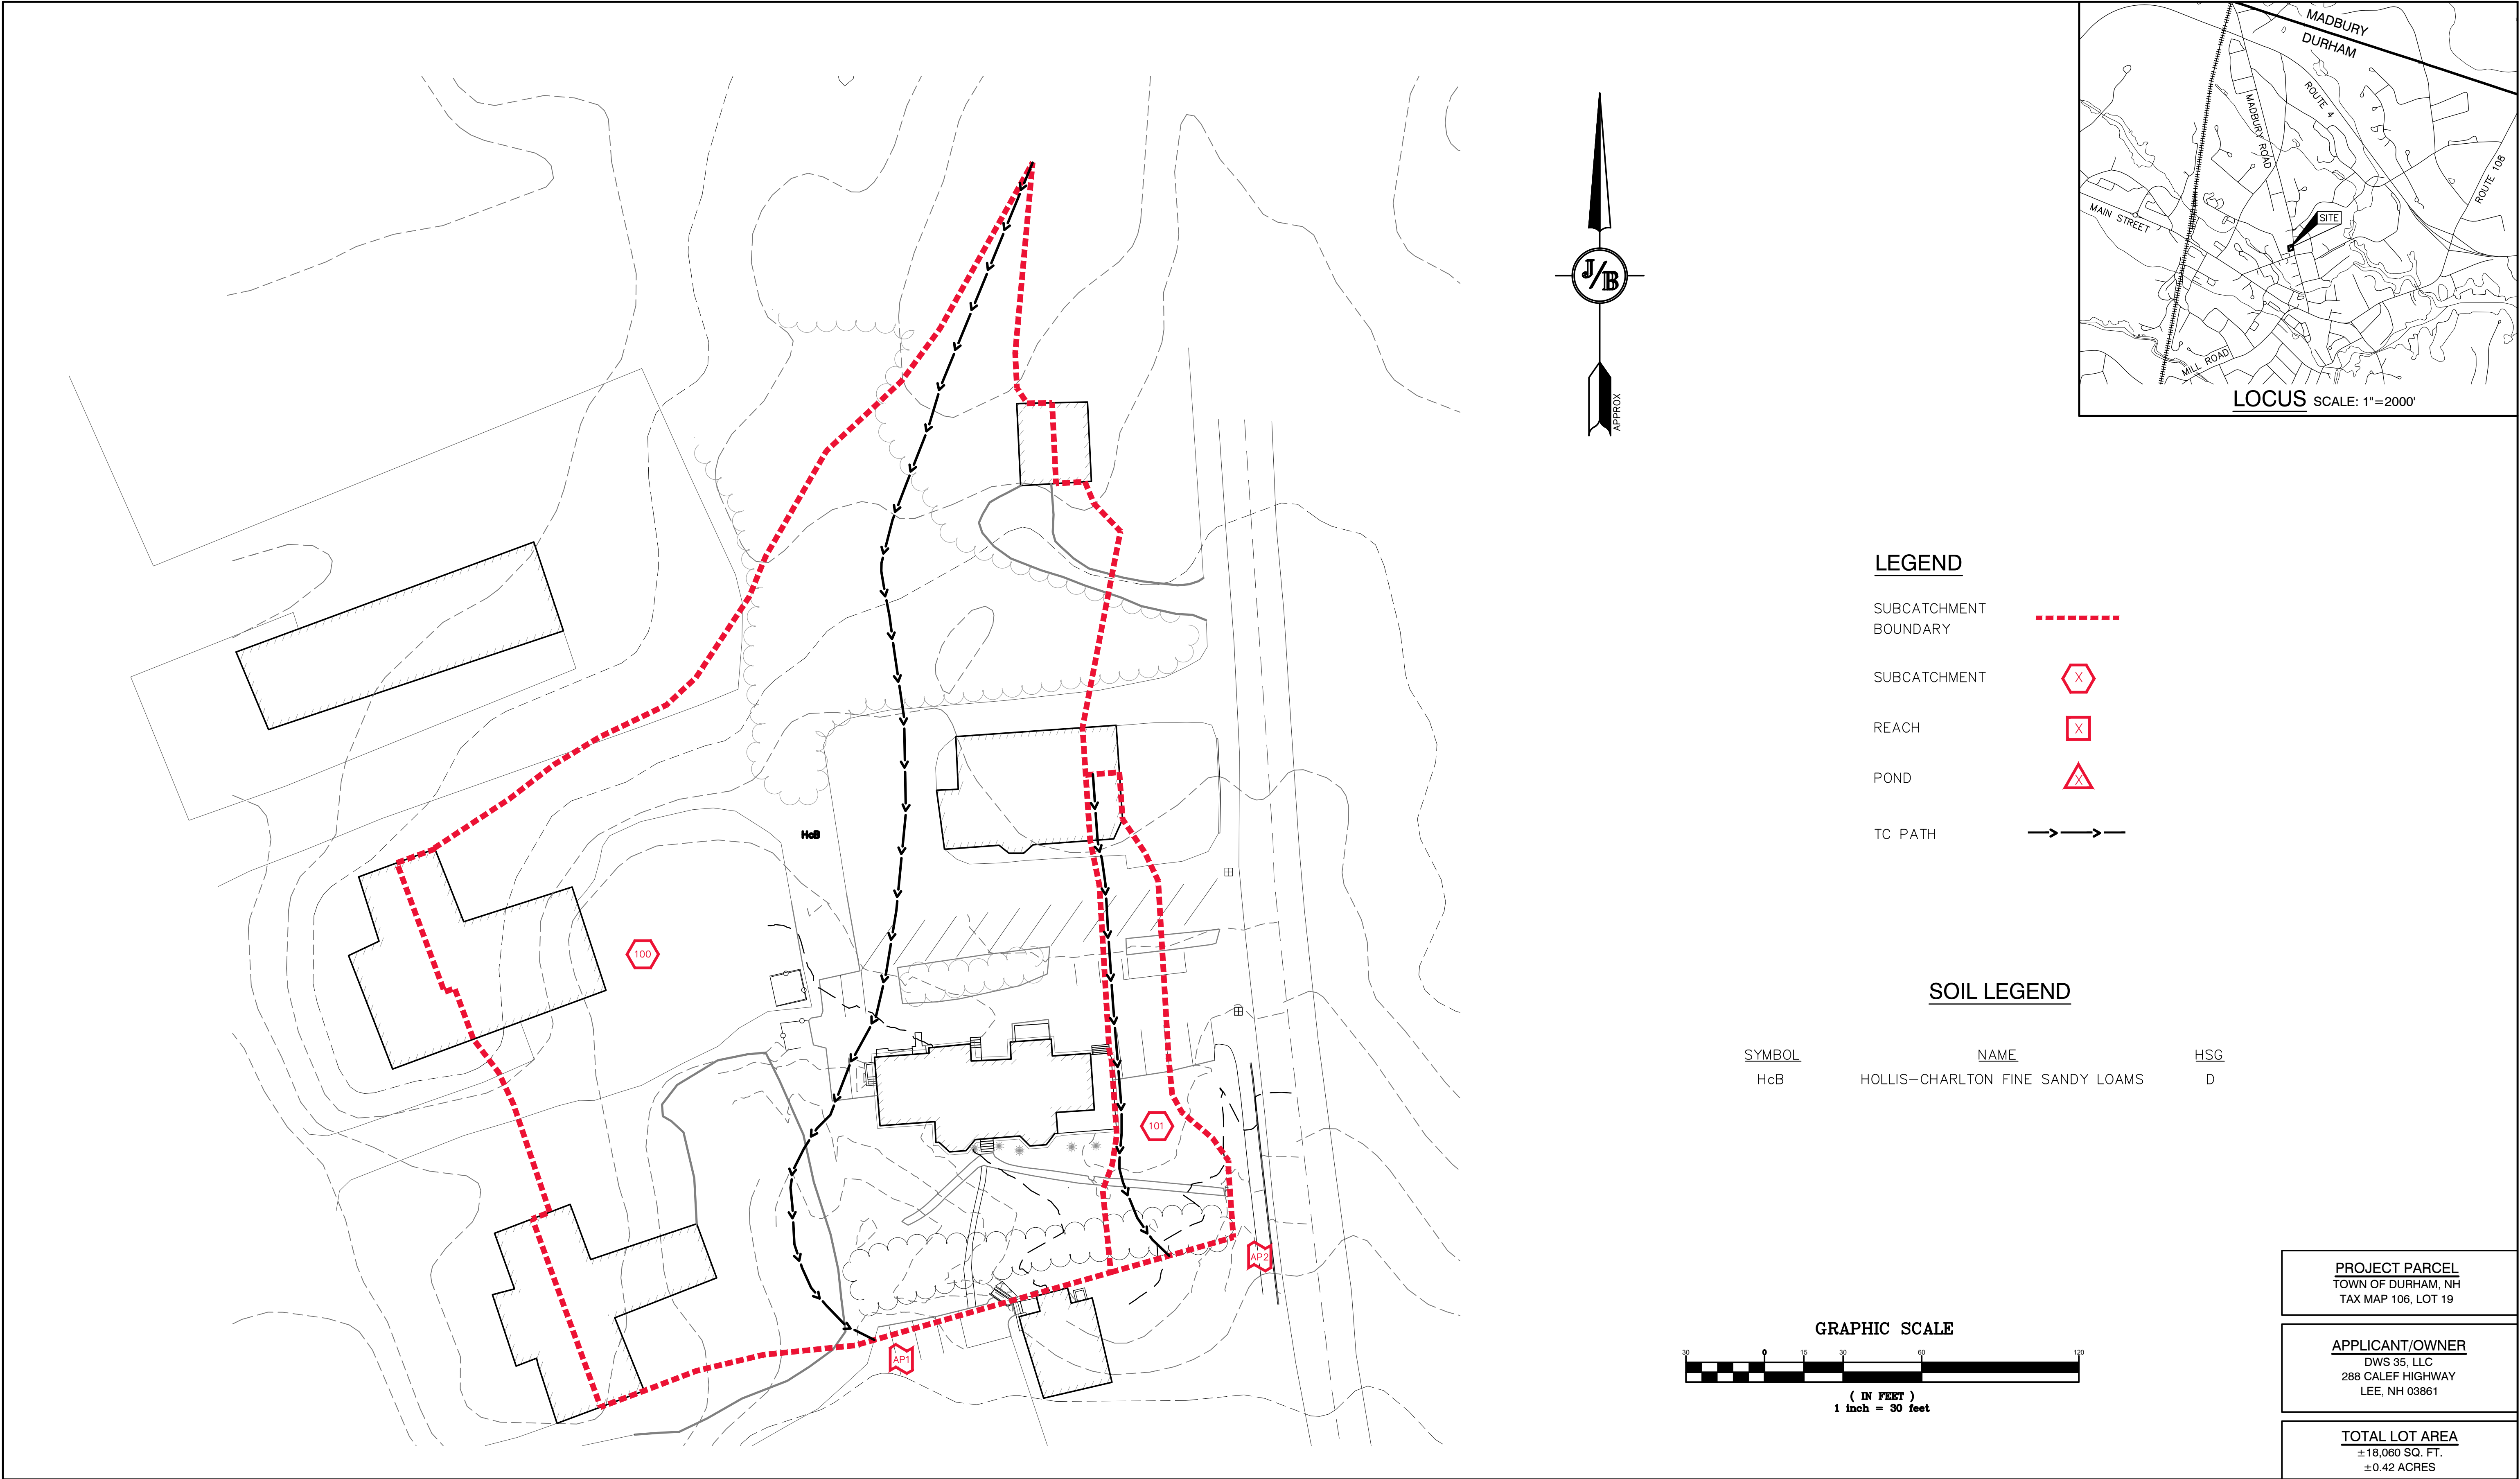 MADBURY
DURHAM
ROUTE 4
MADBURY ROAD
ROUTE 108
MAIN STREET
SITE
MILL ROAD
LOCUS SCALE: 1"=2000'
J/B
APPROX
LEGEND
SUBCATCHMENT
BOUNDARY
SUBCATCHMENT X
REACH X
POND X
TC PATH
HcB
100
101
AP1
AP2
SOIL LEGEND
SYMBOL NAME HSG
HcB HOLLIS-CHARLTON FINE SANDY LOAMS D
GRAPHIC SCALE
30 0 15 30 60 120
( IN FEET )
1 inch = 30 feet
PROJECT PARCEL
TOWN OF DURHAM, NH
TAX MAP 106, LOT 19
APPLICANT/OWNER
DWS 35, LLC
288 CALEF HIGHWAY
LEE, NH 03861
TOTAL LOT AREA
±18,060 SQ. FT.
±0.42 ACRES